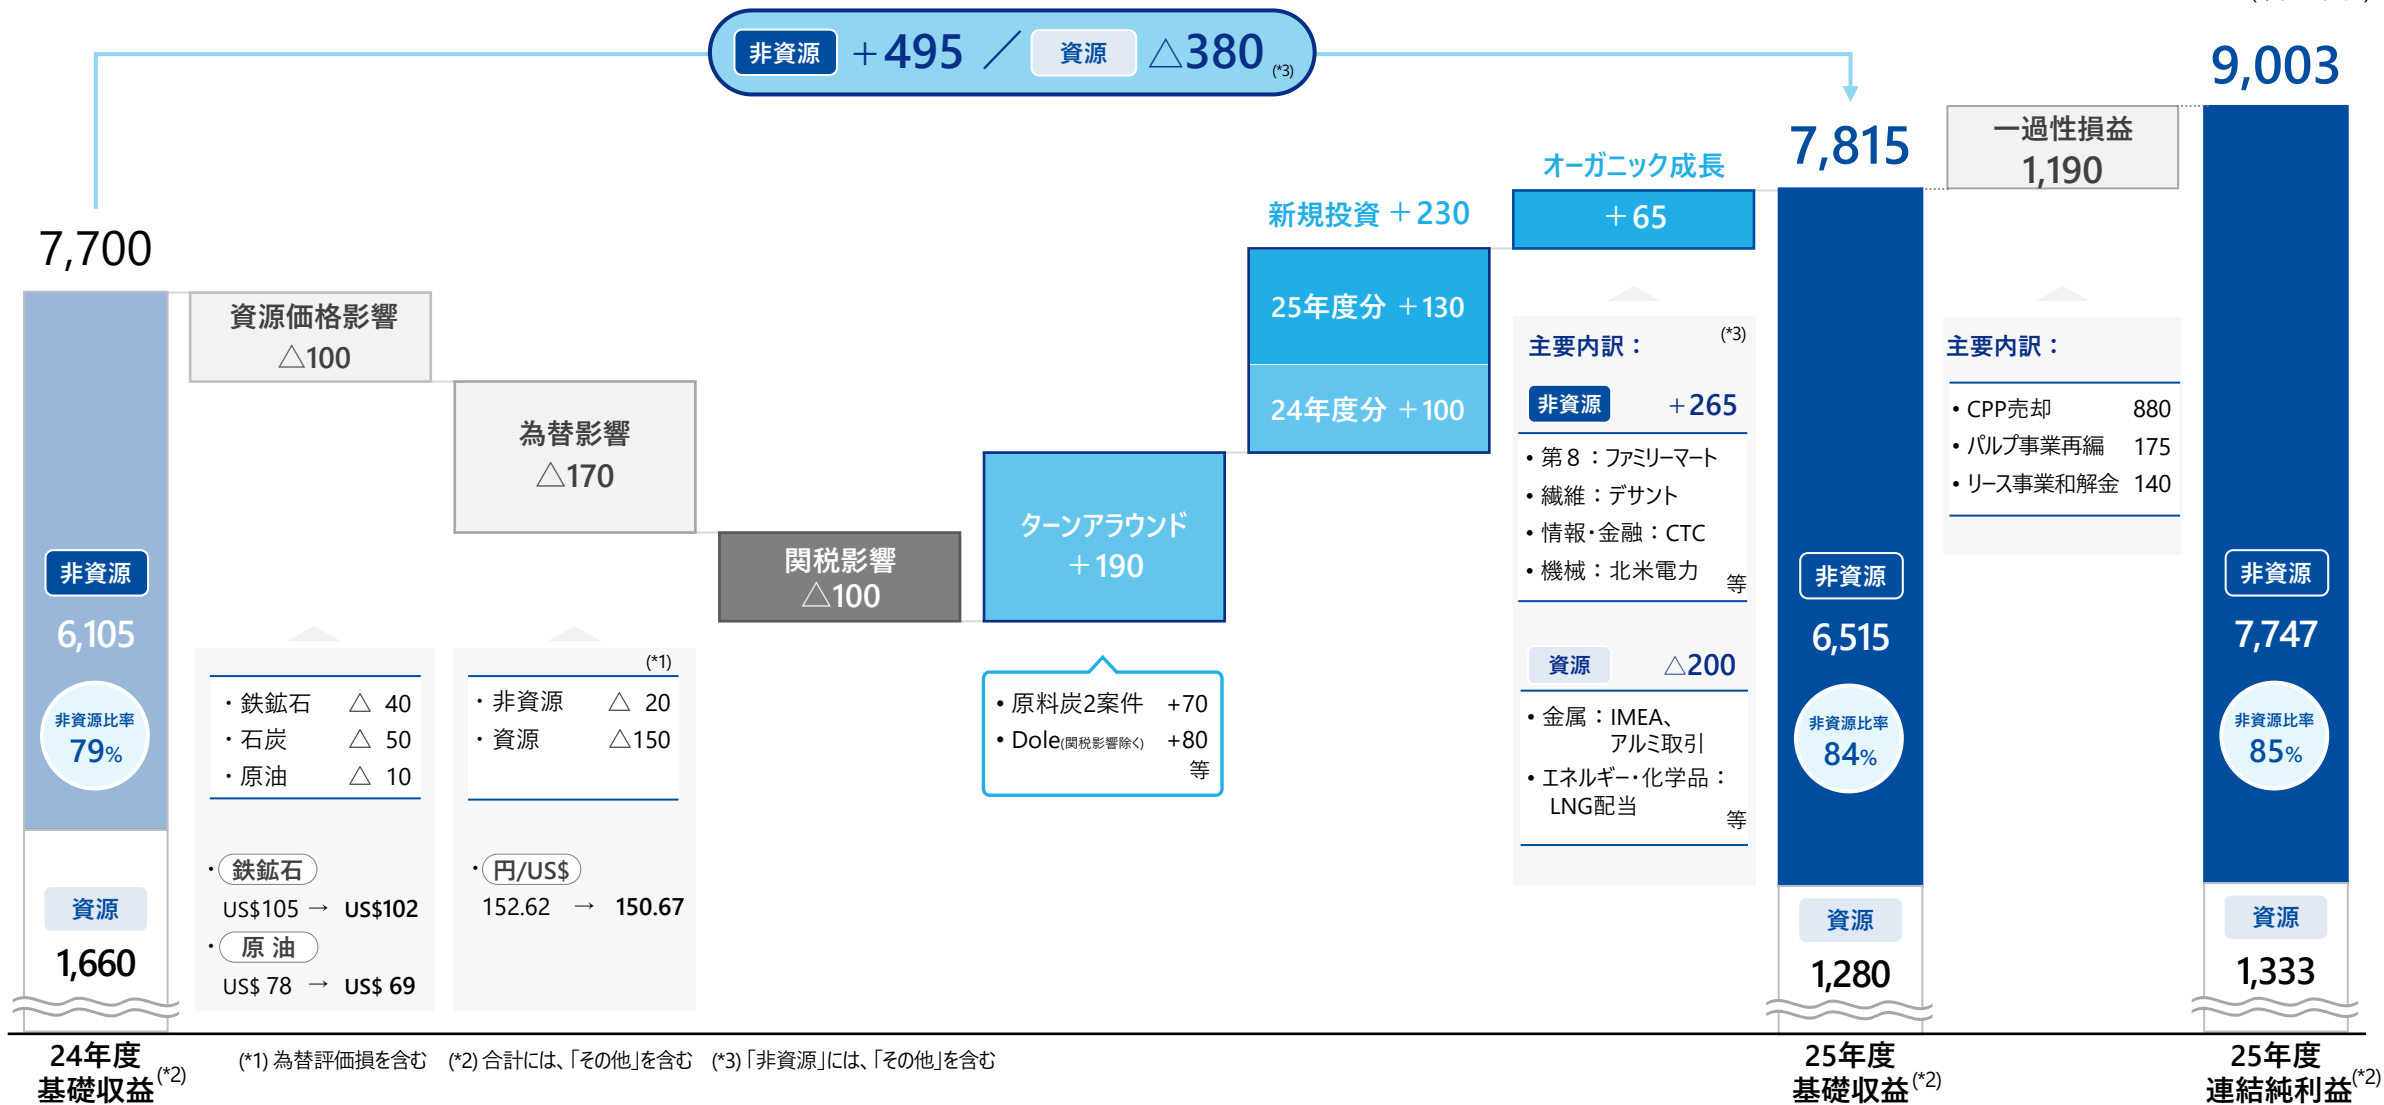 非資源 +495 ／ 資源 △380 (*3)
9,003
7,815
一過性損益
1,190
オーガニック成長
+65
新規投資 +230
25年度分 +130
24年度分 +100
7,700
資源価格影響
△100
為替影響
△170
関税影響
△100
ターンアラウンド
+190
非資源
6,105
非資源比率
79%
資源
1,660
・鉄鉱石 △ 40
・石炭 △ 50
・原油 △ 10
・鉄鉱石
US$105 → US$102
・原 油
US$ 78 → US$ 69
(*1)
・非資源 △ 20
・資源 △150
・円/US$
152.62 → 150.67
• 原料炭2案件 +70
• Dole(関税影響除く) +80
等
主要内訳： (*3)
非資源 +265
• 第８：ファミリーマート
• 繊維：デサント
• 情報・金融：CTC
• 機械：北米電力
等
資源 △200
• 金属：IMEA、
アルミ取引
• エネルギー・化学品：
LNG配当
等
非資源
6,515
非資源比率
84%
資源
1,280
主要内訳：
• CPP売却 880
• パルプ事業再編 175
• リース事業和解金 140
非資源
7,747
非資源比率
85%
資源
1,333
24年度
基礎収益(*2)
(*1) 為替評価損を含む (*2) 合計には、「その他」を含む (*3)「非資源」には、「その他」を含む
25年度
基礎収益(*2)
25年度
連結純利益(*2)